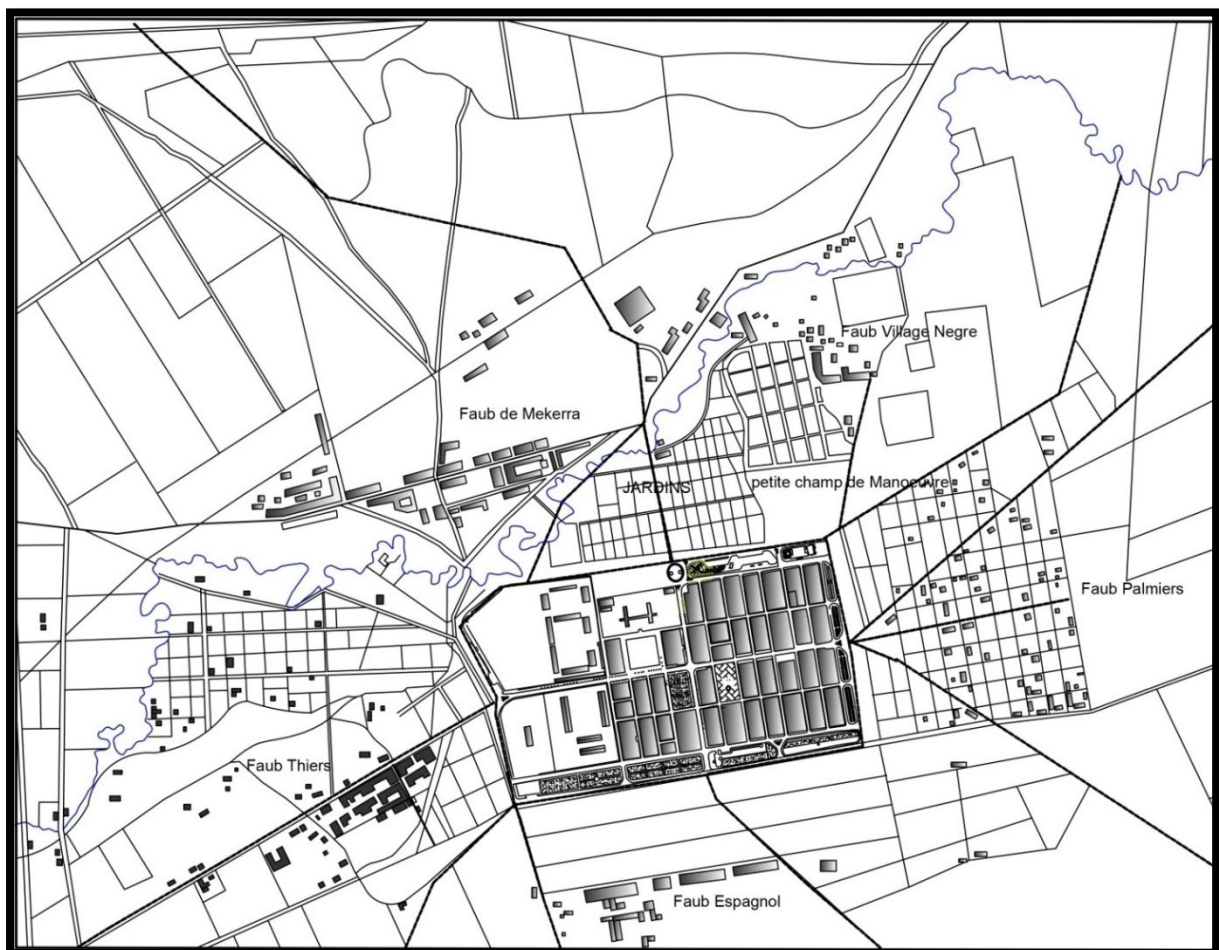 Faub Village Negre
Faub de Mekerra
JARDINS
petite champ de Manoeuvre
Faub Palmiers
Faub Thiers
Faub Espagnol